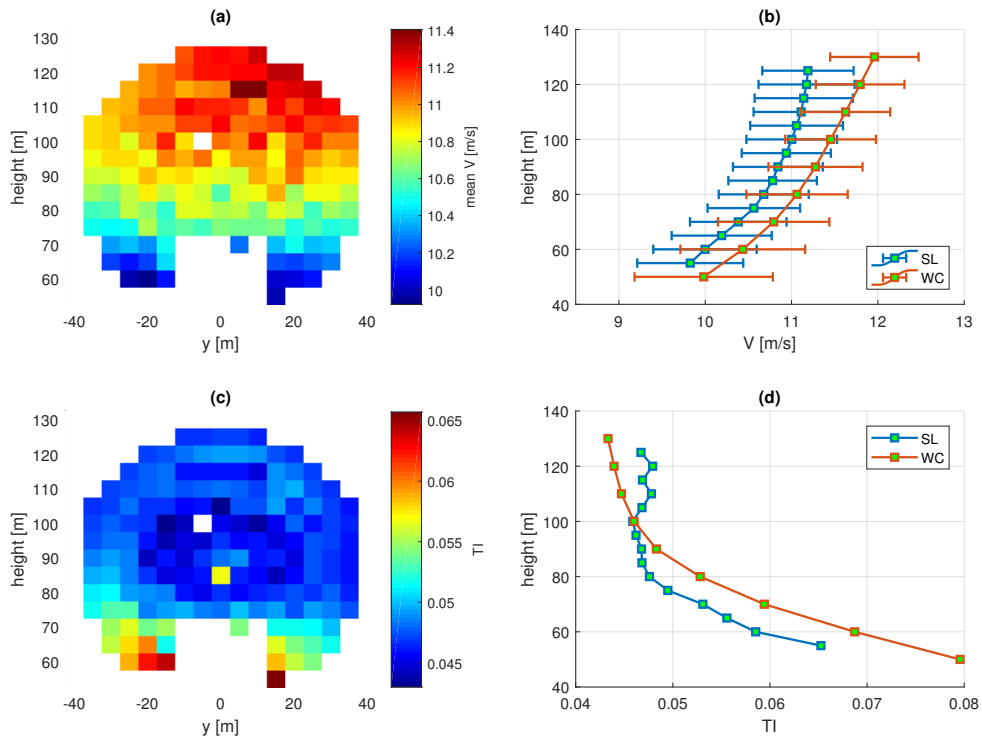 (a)
130
120
110
100
90
80
70
60
height [m]
-40 -20 0 20 40
y [m]
11.4
11.2
11
10.8
10.6
10.4
10.2
10
mean V [m/s]
(b)
140
120
100
80
60
40
height [m]
9 10 11 12 13
V [m/s]
SL
WC
(c)
130
120
110
100
90
80
70
60
height [m]
-40 -20 0 20 40
y [m]
0.065
0.06
0.055
0.05
0.045
TI
(d)
140
120
100
80
60
40
height [m]
0.04 0.05 0.06 0.07 0.08
TI
SL
WC